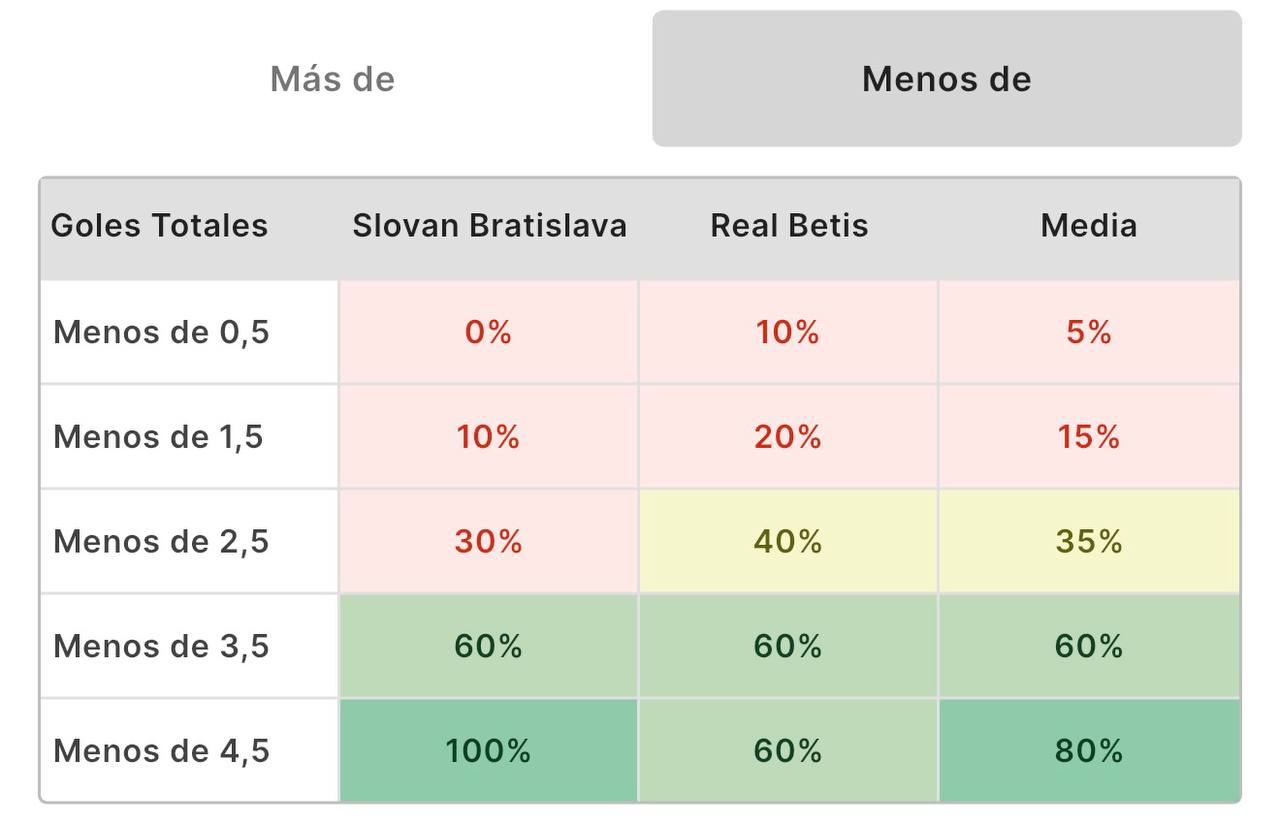 Más de Menos de
Goles Totales Slovan Bratislava Real Betis Media
Menos de 0,5 0% 10% 5%
Menos de 1,5 10% 20% 15%
Menos de 2,5 30% 40% 35%
Menos de 3,5 60% 60% 60%
Menos de 4,5 100% 60% 80%